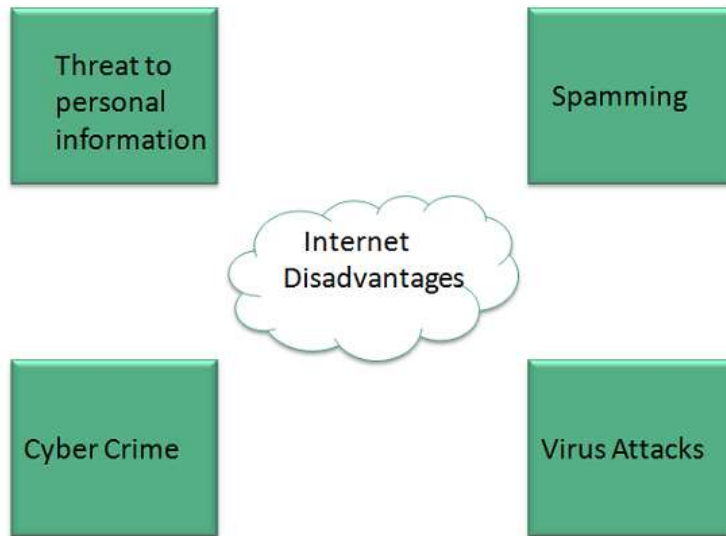 Threat to
personal
information
Spamming
Internet
Disadvantages
Cyber Crime
Virus Attacks